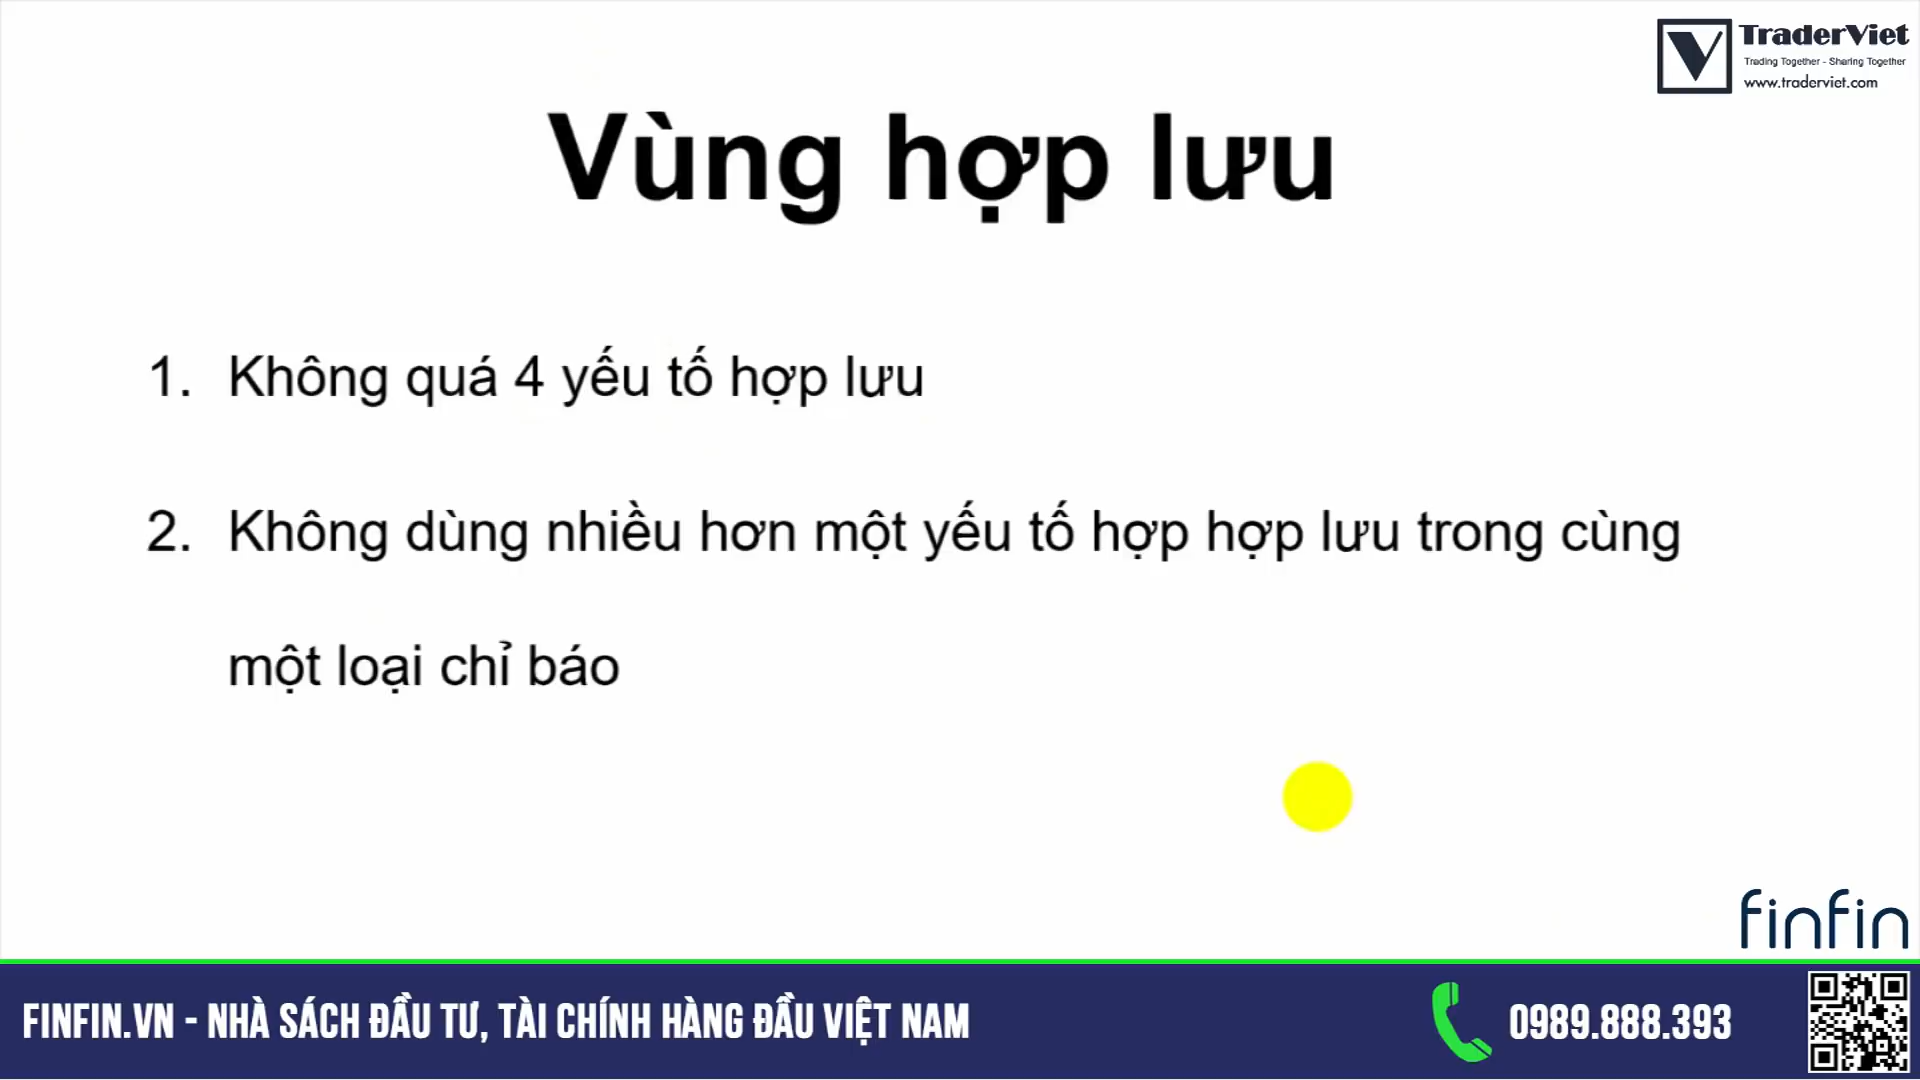 TraderViet
Trading Together - Sharing Together
www.traderviet.com
Vùng hợp lưu
1. Không quá 4 yếu tố hợp lưu
2. Không dùng nhiều hơn một yếu tố hợp hợp lưu trong cùng
một loại chỉ báo
finfin
FINFIN.VN - NHÀ SÁCH ĐẦU TƯ, TÀI CHÍNH HÀNG ĐẦU VIỆT NAM
0989.888.393